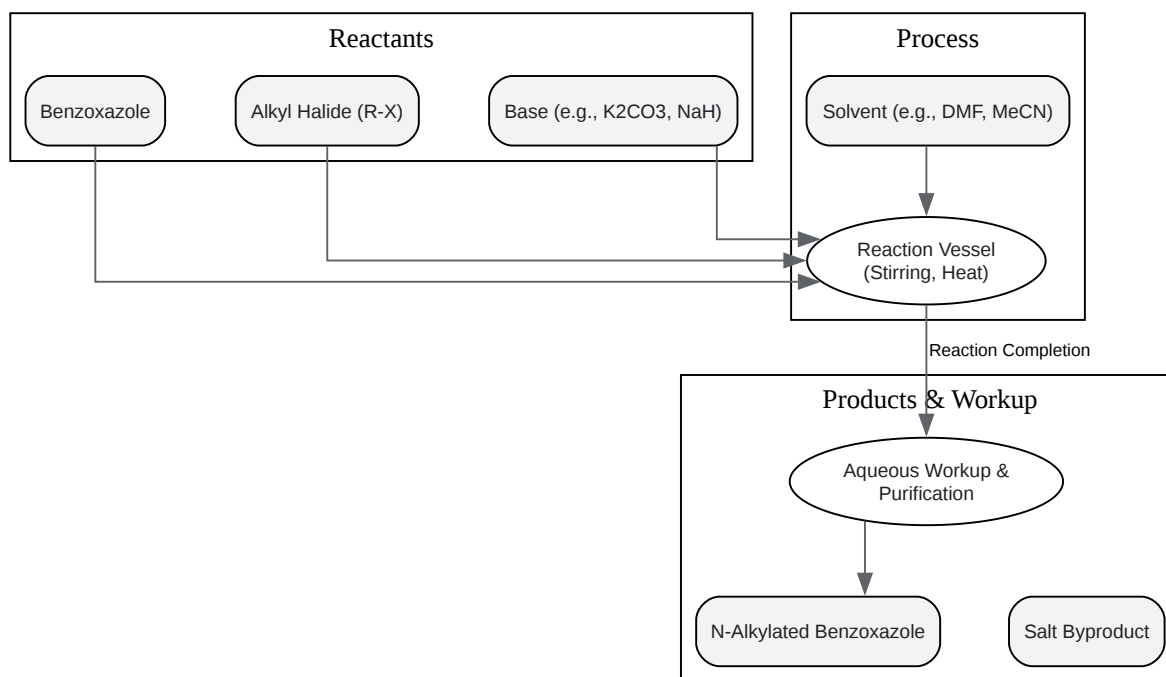 Reactants
Process
Benzoxazole
Alkyl Halide (R-X)
Base (e.g., K2CO3, NaH)
Solvent (e.g., DMF, MeCN)
Reaction Vessel
(Stirring, Heat)
Reaction Completion
Products & Workup
Aqueous Workup &
Purification
N-Alkylated Benzoxazole
Salt Byproduct